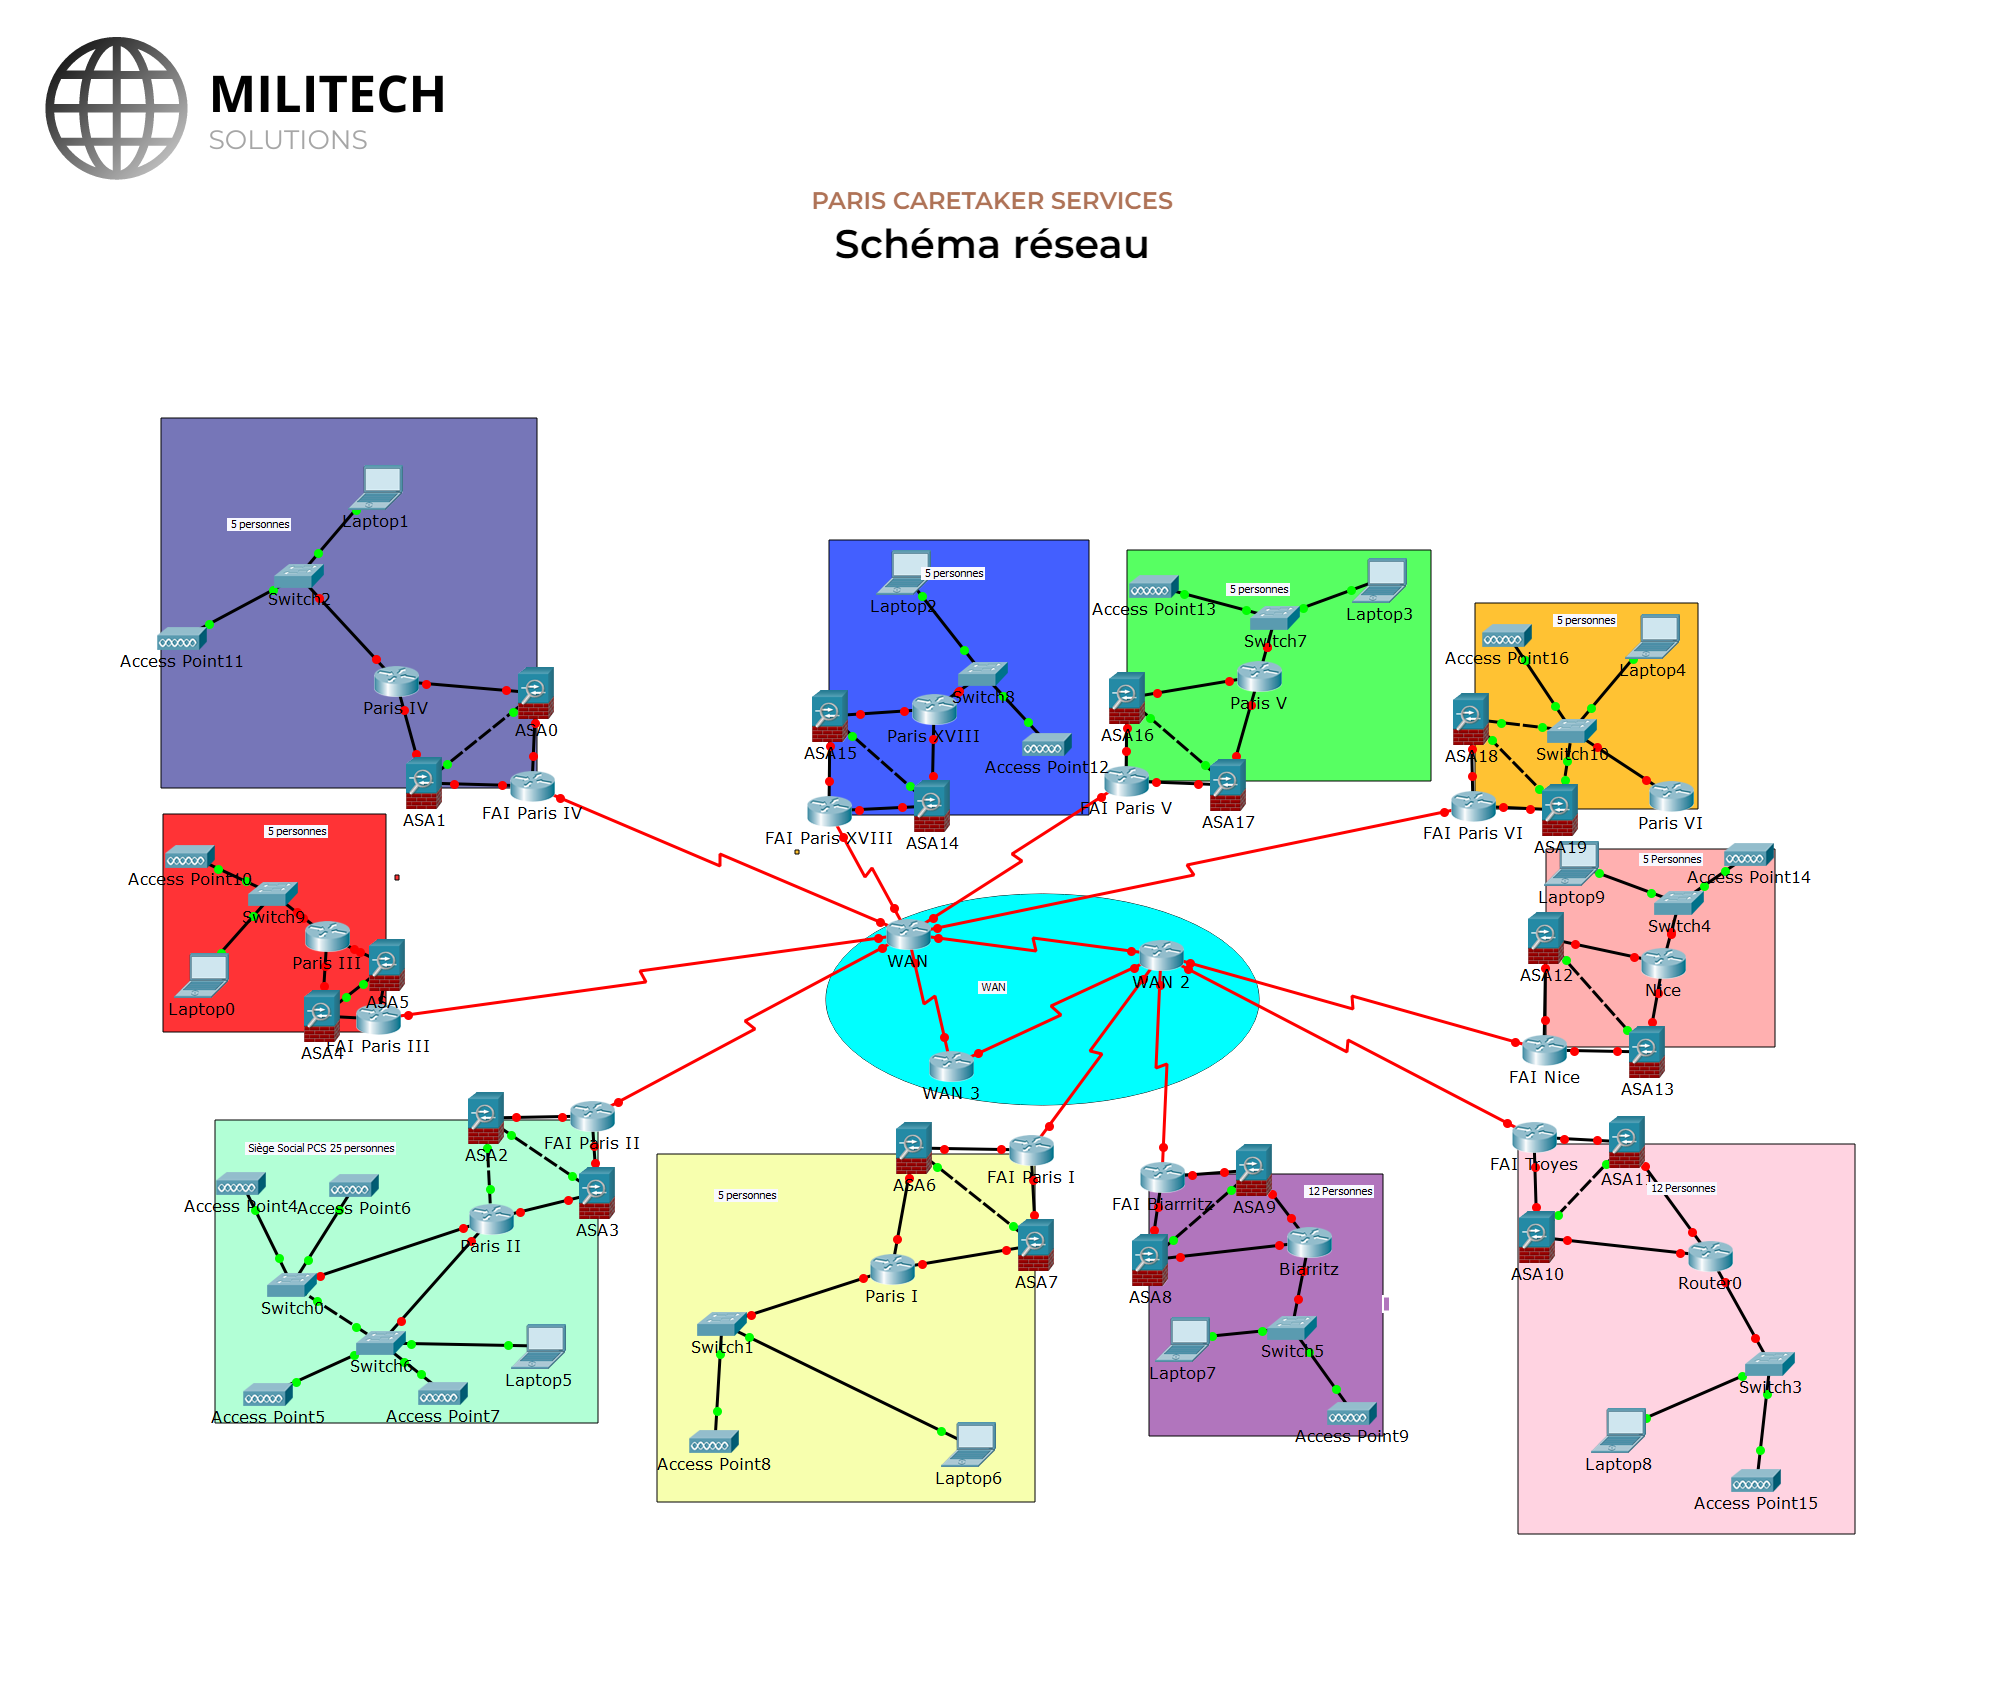 MILITECH
SOLUTIONS
PARIS CARETAKER SERVICES
Schéma réseau
Laptop1
5 personnes
Switch2
Access Point11
Paris IV
ASA0
ASA1
FAI Paris IV
5 personnes
Laptop2
Switch8
Paris XVIII
ASA15
Access Point12
FAI Paris XVIII
ASA14
5 personnes
Access Point13
Laptop3
Switch7
Paris V
ASA16
FAI Paris V
ASA17
5 personnes
Access Point16
Laptop4
ASA18
Switch10
Paris VI
FAI Paris VI
ASA19
5 personnes
Access Point10
Switch9
Paris III
Laptop0
ASA5
ASA4
FAI Paris III
5 Personnes
Access Point14
Laptop9
Switch4
ASA12
Nice
FAI Nice
ASA13
WAN
WAN 2
WAN
WAN 3
FAI Paris II
ASA2
Siège Social PCS 25 personnes
Access Point4
Access Point6
ASA3
Paris II
Switch0
Switch6
Laptop5
Access Point5
Access Point7
ASA6
FAI Paris I
5 personnes
ASA7
Paris I
Switch1
Access Point8
Laptop6
FAI Biarrritz
ASA9
12 Personnes
ASA8
Biarritz
Laptop7
Switch5
Access Point9
FAI Troyes
ASA11
12 Personnes
ASA10
Router0
Switch3
Laptop8
Access Point15